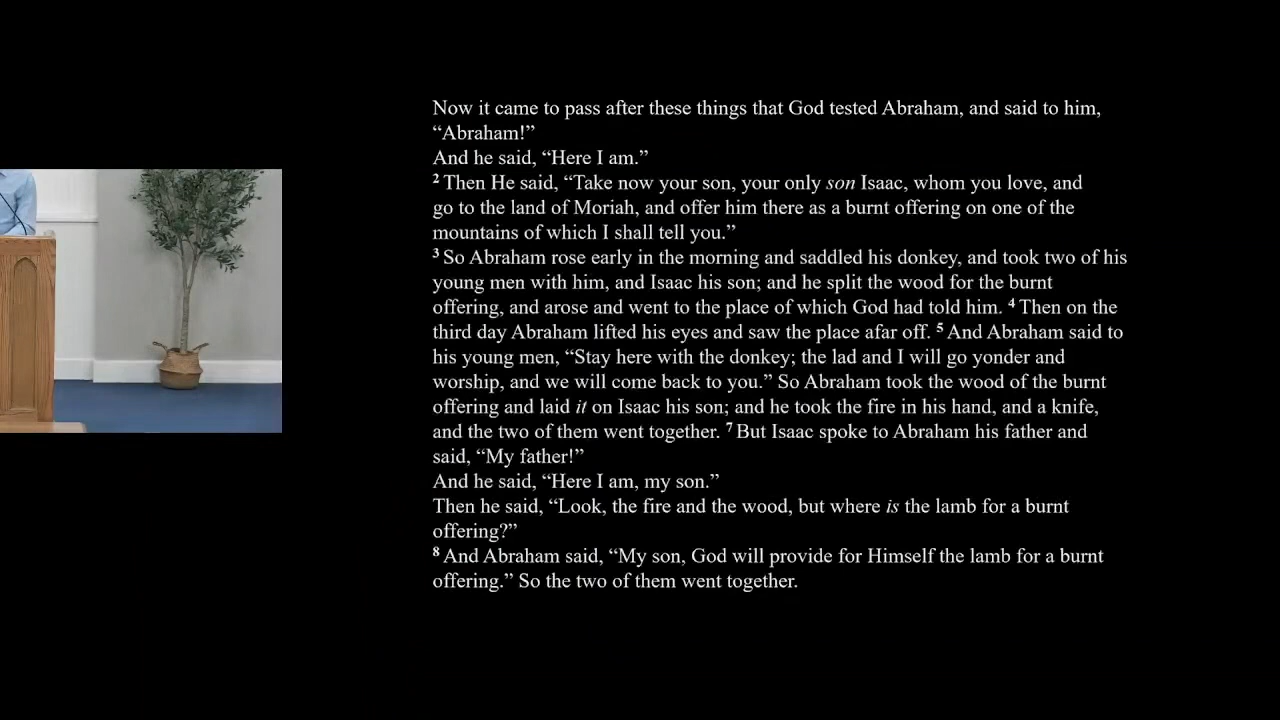 Now it came to pass after these things that God tested Abraham, and said to him,
“Abraham!”
And he said, “Here I am.”
2 Then He said, “Take now your son, your only son Isaac, whom you love, and
go to the land of Moriah, and offer him there as a burnt offering on one of the
mountains of which I shall tell you.”
3 So Abraham rose early in the morning and saddled his donkey, and took two of his
young men with him, and Isaac his son; and he split the wood for the burnt
offering, and arose and went to the place of which God had told him. 4 Then on the
third day Abraham lifted his eyes and saw the place afar off. 5 And Abraham said to
his young men, “Stay here with the donkey; the lad and I will go yonder and
worship, and we will come back to you.” So Abraham took the wood of the burnt
offering and laid it on Isaac his son; and he took the fire in his hand, and a knife,
and the two of them went together. 7 But Isaac spoke to Abraham his father and
said, “My father!”
And he said, “Here I am, my son.”
Then he said, “Look, the fire and the wood, but where is the lamb for a burnt
offering?”
8 And Abraham said, “My son, God will provide for Himself the lamb for a burnt
offering.” So the two of them went together.